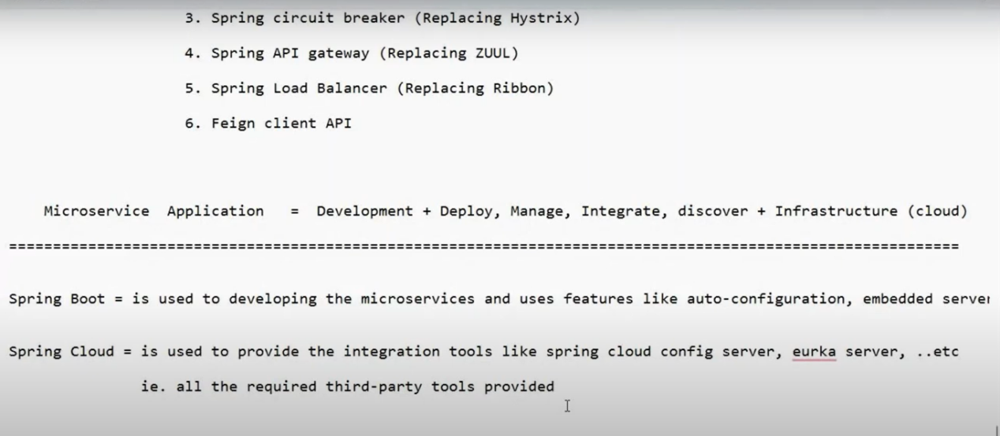 3. Spring circuit breaker (Replacing Hystrix)
4. Spring API gateway (Replacing ZUUL)
5. Spring Load Balancer (Replacing Ribbon)
6. Feign client API
Microservice Application = Development + Deploy, Manage, Integrate, discover + Infrastructure (cloud)
============================================================================================================
Spring Boot = is used to developing the microservices and uses features like auto-configuration, embedded server
Spring Cloud = is used to provide the integration tools like spring cloud config server, eurka server, ..etc
ie. all the required third-party tools provided